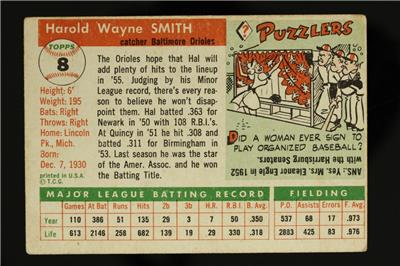 Harold Wayne SMITH
catcher Baltimore Orioles
TOPPS
8
Height: 6'
Weight: 195
Bats: Right
Throws: Right
Home: Lincoln
Pk., Mich.
Born:
Dec. 7, 1930
printed in U.S.A.
© T.C.G.
The Orioles hope that Hal will
add plenty of hits to the lineup
in '55. Judging by his Minor
League record, there's every rea-
son to believe he won't disap-
point them. Hal batted .363 for
Newark in '50 with 108 R.B.I.'s.
At Quincy in '51 he hit .308 and
batted .311 for Birmingham in
'53. Last season he was the star
of the Amer. Assoc. and he won
the Batting Title.
? PUZZLERS
DID A WOMAN EVER SIGN TO
PLAY ORGANIZED BASEBALL?
ANS.: Yes. Mrs. Eleanor Engle in 1952
with the Harrisburg Senators.
MAJOR LEAGUE BATTING RECORD FIELDING
Games At Bat Runs Hits 2B 3B H.R. R.B.I. B.Avg. P.O. Assists Errors F.Avg.
Year 110 386 45 135 29 3 7 50 .350 537 68 17 .973
Life 613 2146 258 682 139 29 31 330 .318 2883 425 83 .976